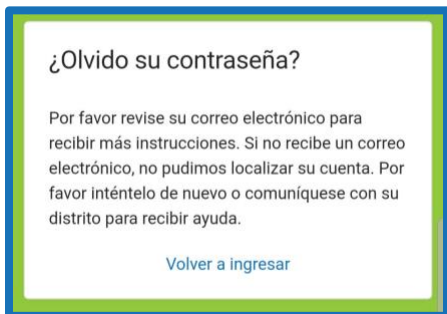 ¿Olvido su contraseña?
Por favor revise su correo electrónico para
recibir más instrucciones. Si no recibe un correo
electrónico, no pudimos localizar su cuenta. Por
favor inténtelo de nuevo o comuníquese con su
distrito para recibir ayuda.
Volver a ingresar